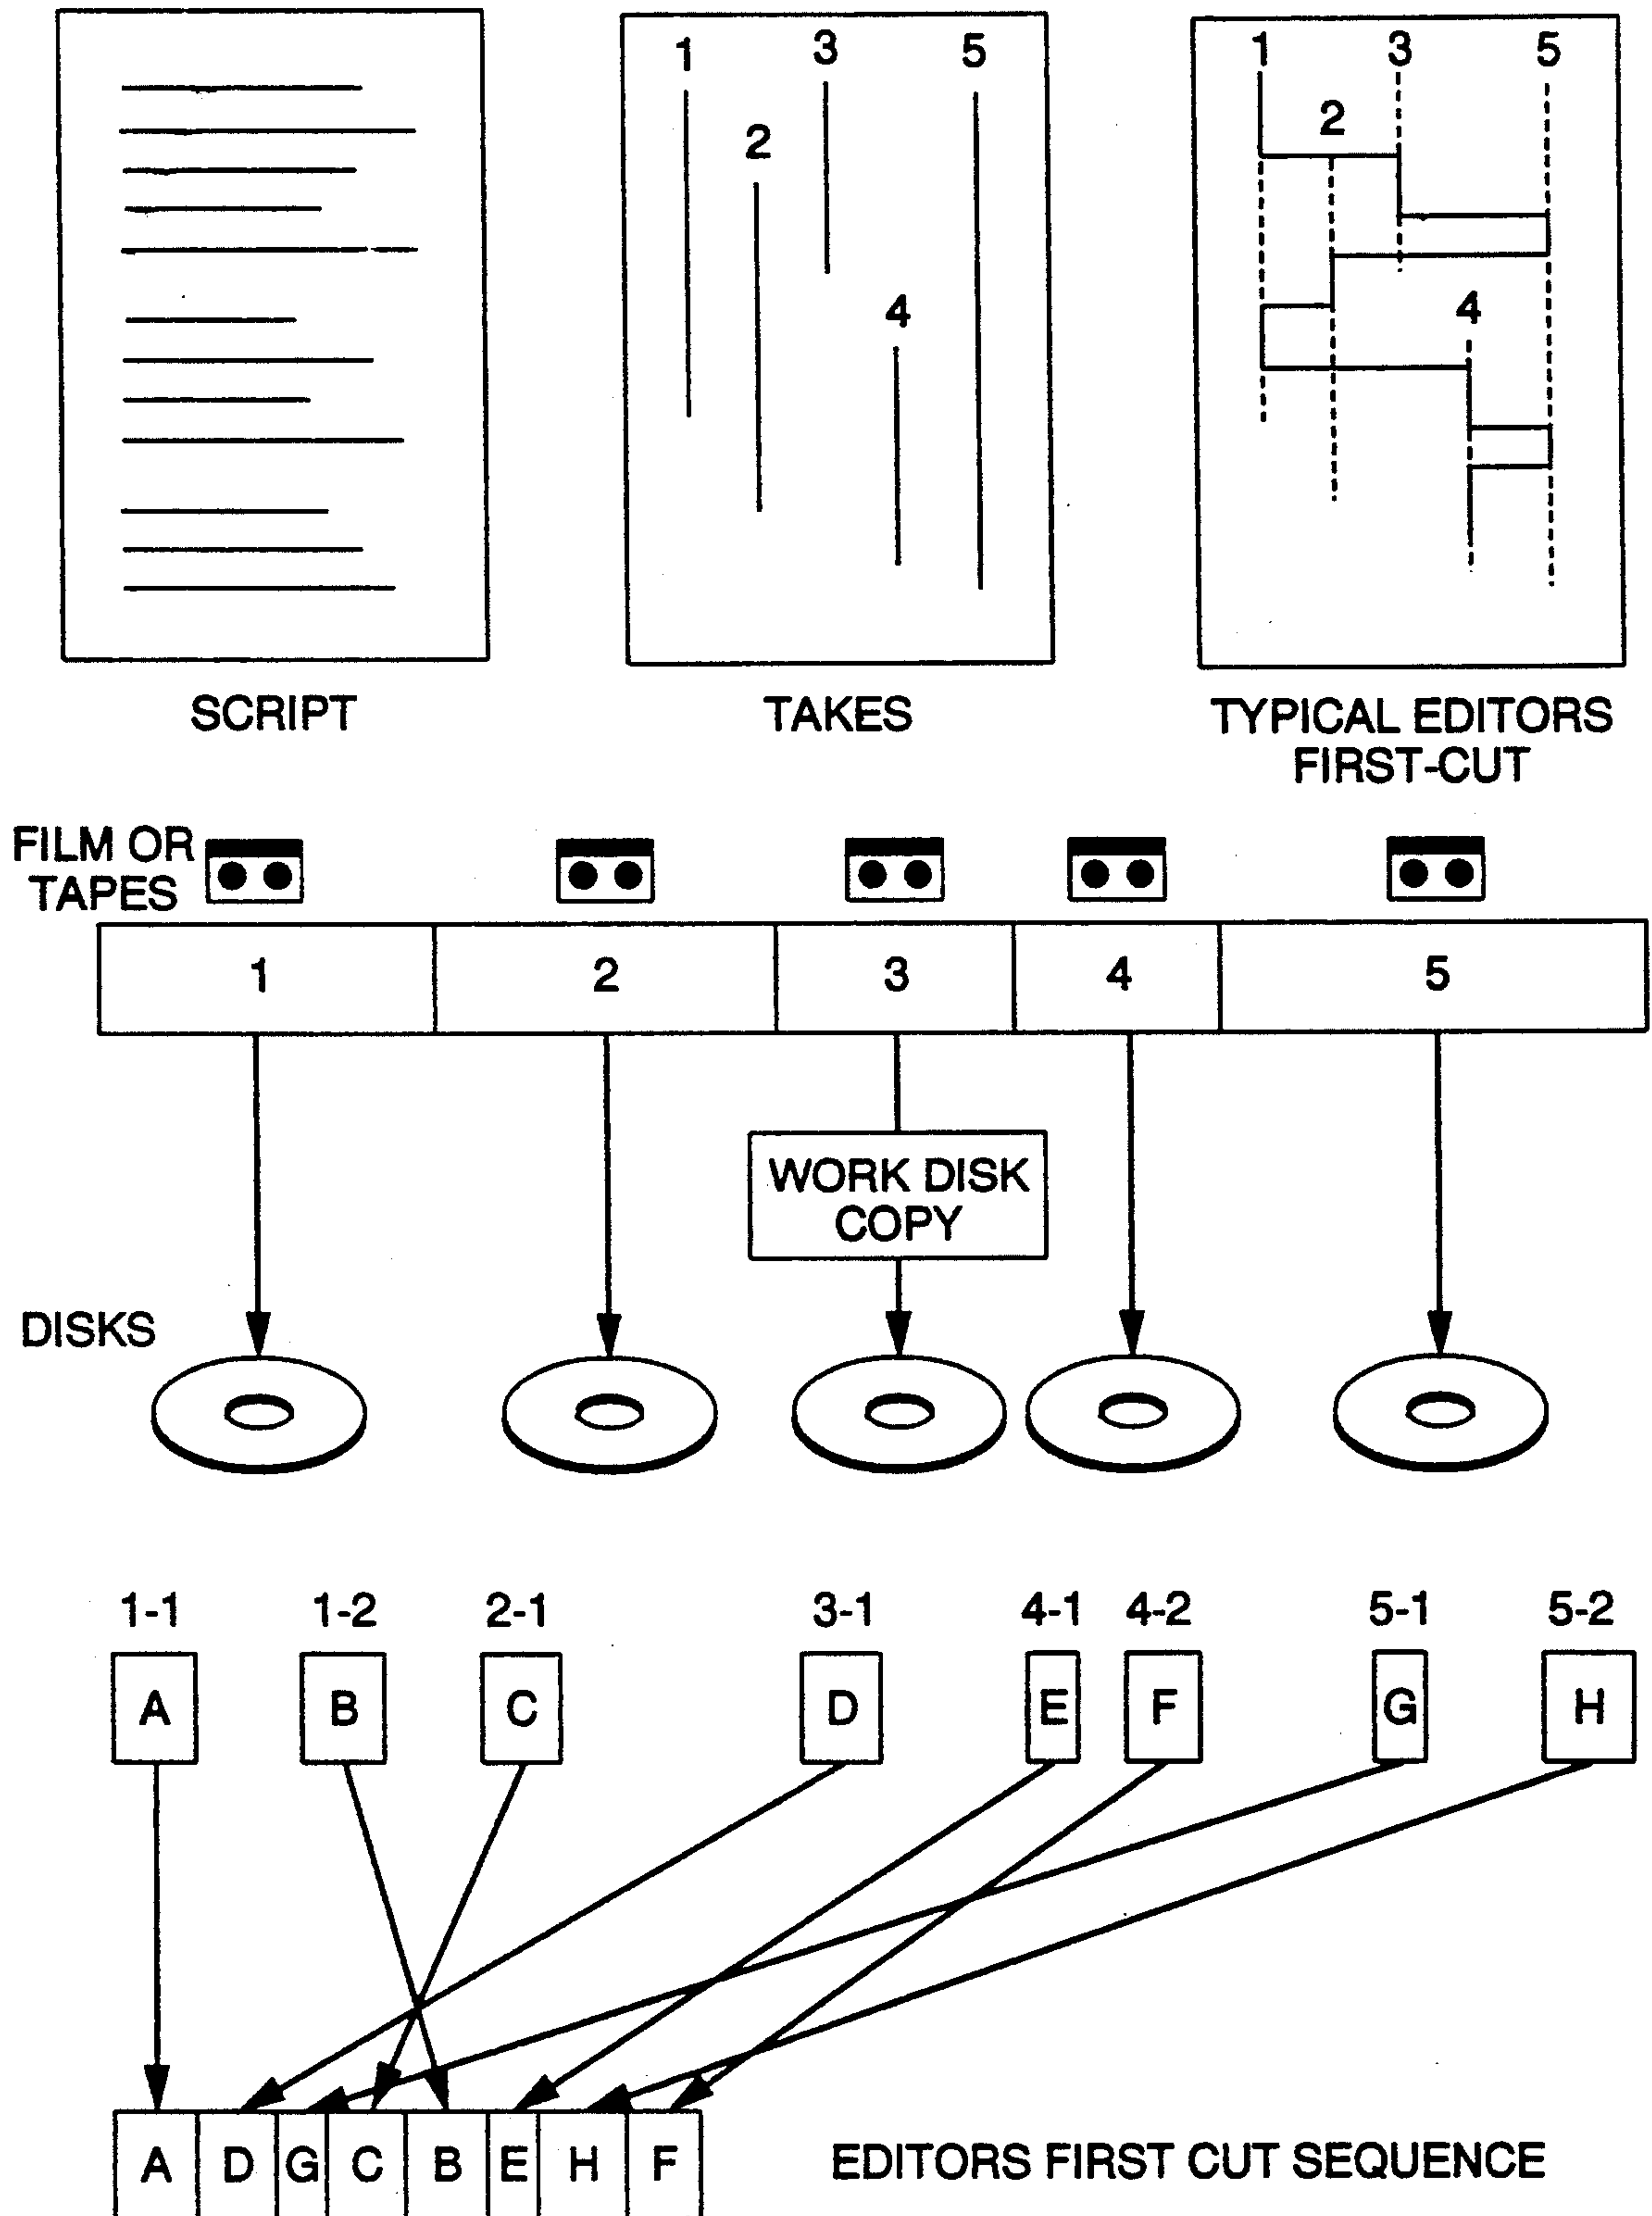 1 3 5
2
4
1 3 5
2
4
SCRIPT
TAKES
TYPICAL EDITORS
FIRST-CUT
FILM OR
TAPES
1 2 3 4 5
WORK DISK
COPY
DISKS
1-1 1-2 2-1 3-1 4-1 4-2 5-1 5-2
A B C D E F G H
A D G C B E H F
EDITORS FIRST CUT SEQUENCE